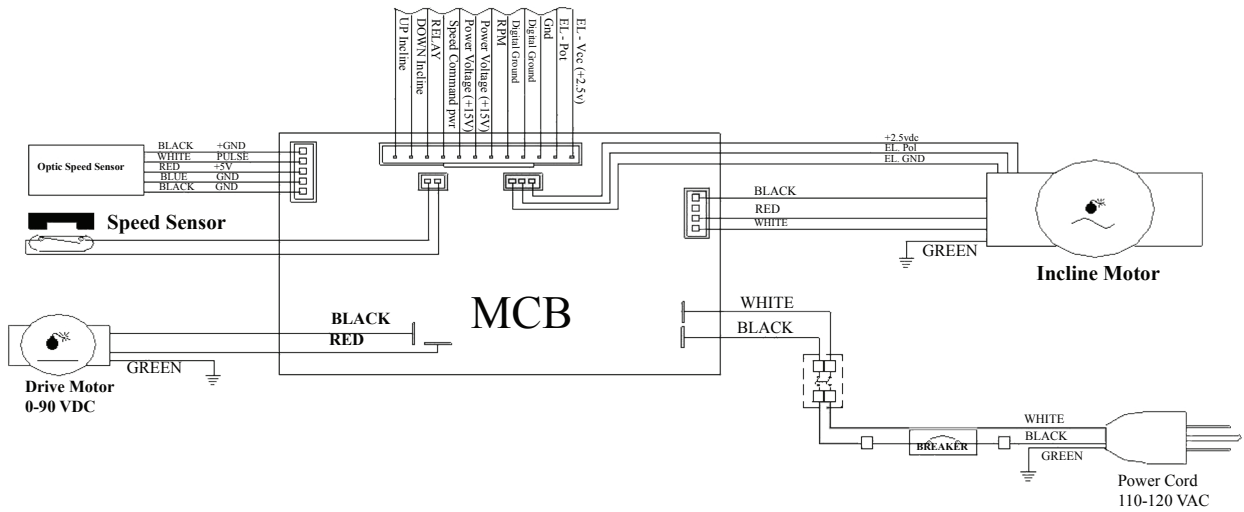 UP Incline
DOWN Incline
RELAY
Speed Command pwr
Power Voltage (+15V)
Power Voltage (+15V)
RPM
Digital Ground
Digital Ground
Gnd
EL - Pot
EL - Vcc (+2.5v)
Optic Speed Sensor
BLACK +GND
WHITE PULSE
RED +5V
BLUE GND
BLACK GND
Speed Sensor
+2.5vdc
EL. Pol
EL. GND
BLACK
RED
WHITE
GREEN
Incline Motor
MCB
BLACK
RED
GREEN
Drive Motor
0-90 VDC
WHITE
BLACK
WHITE
BLACK
BREAKER
GREEN
Power Cord
110-120 VAC